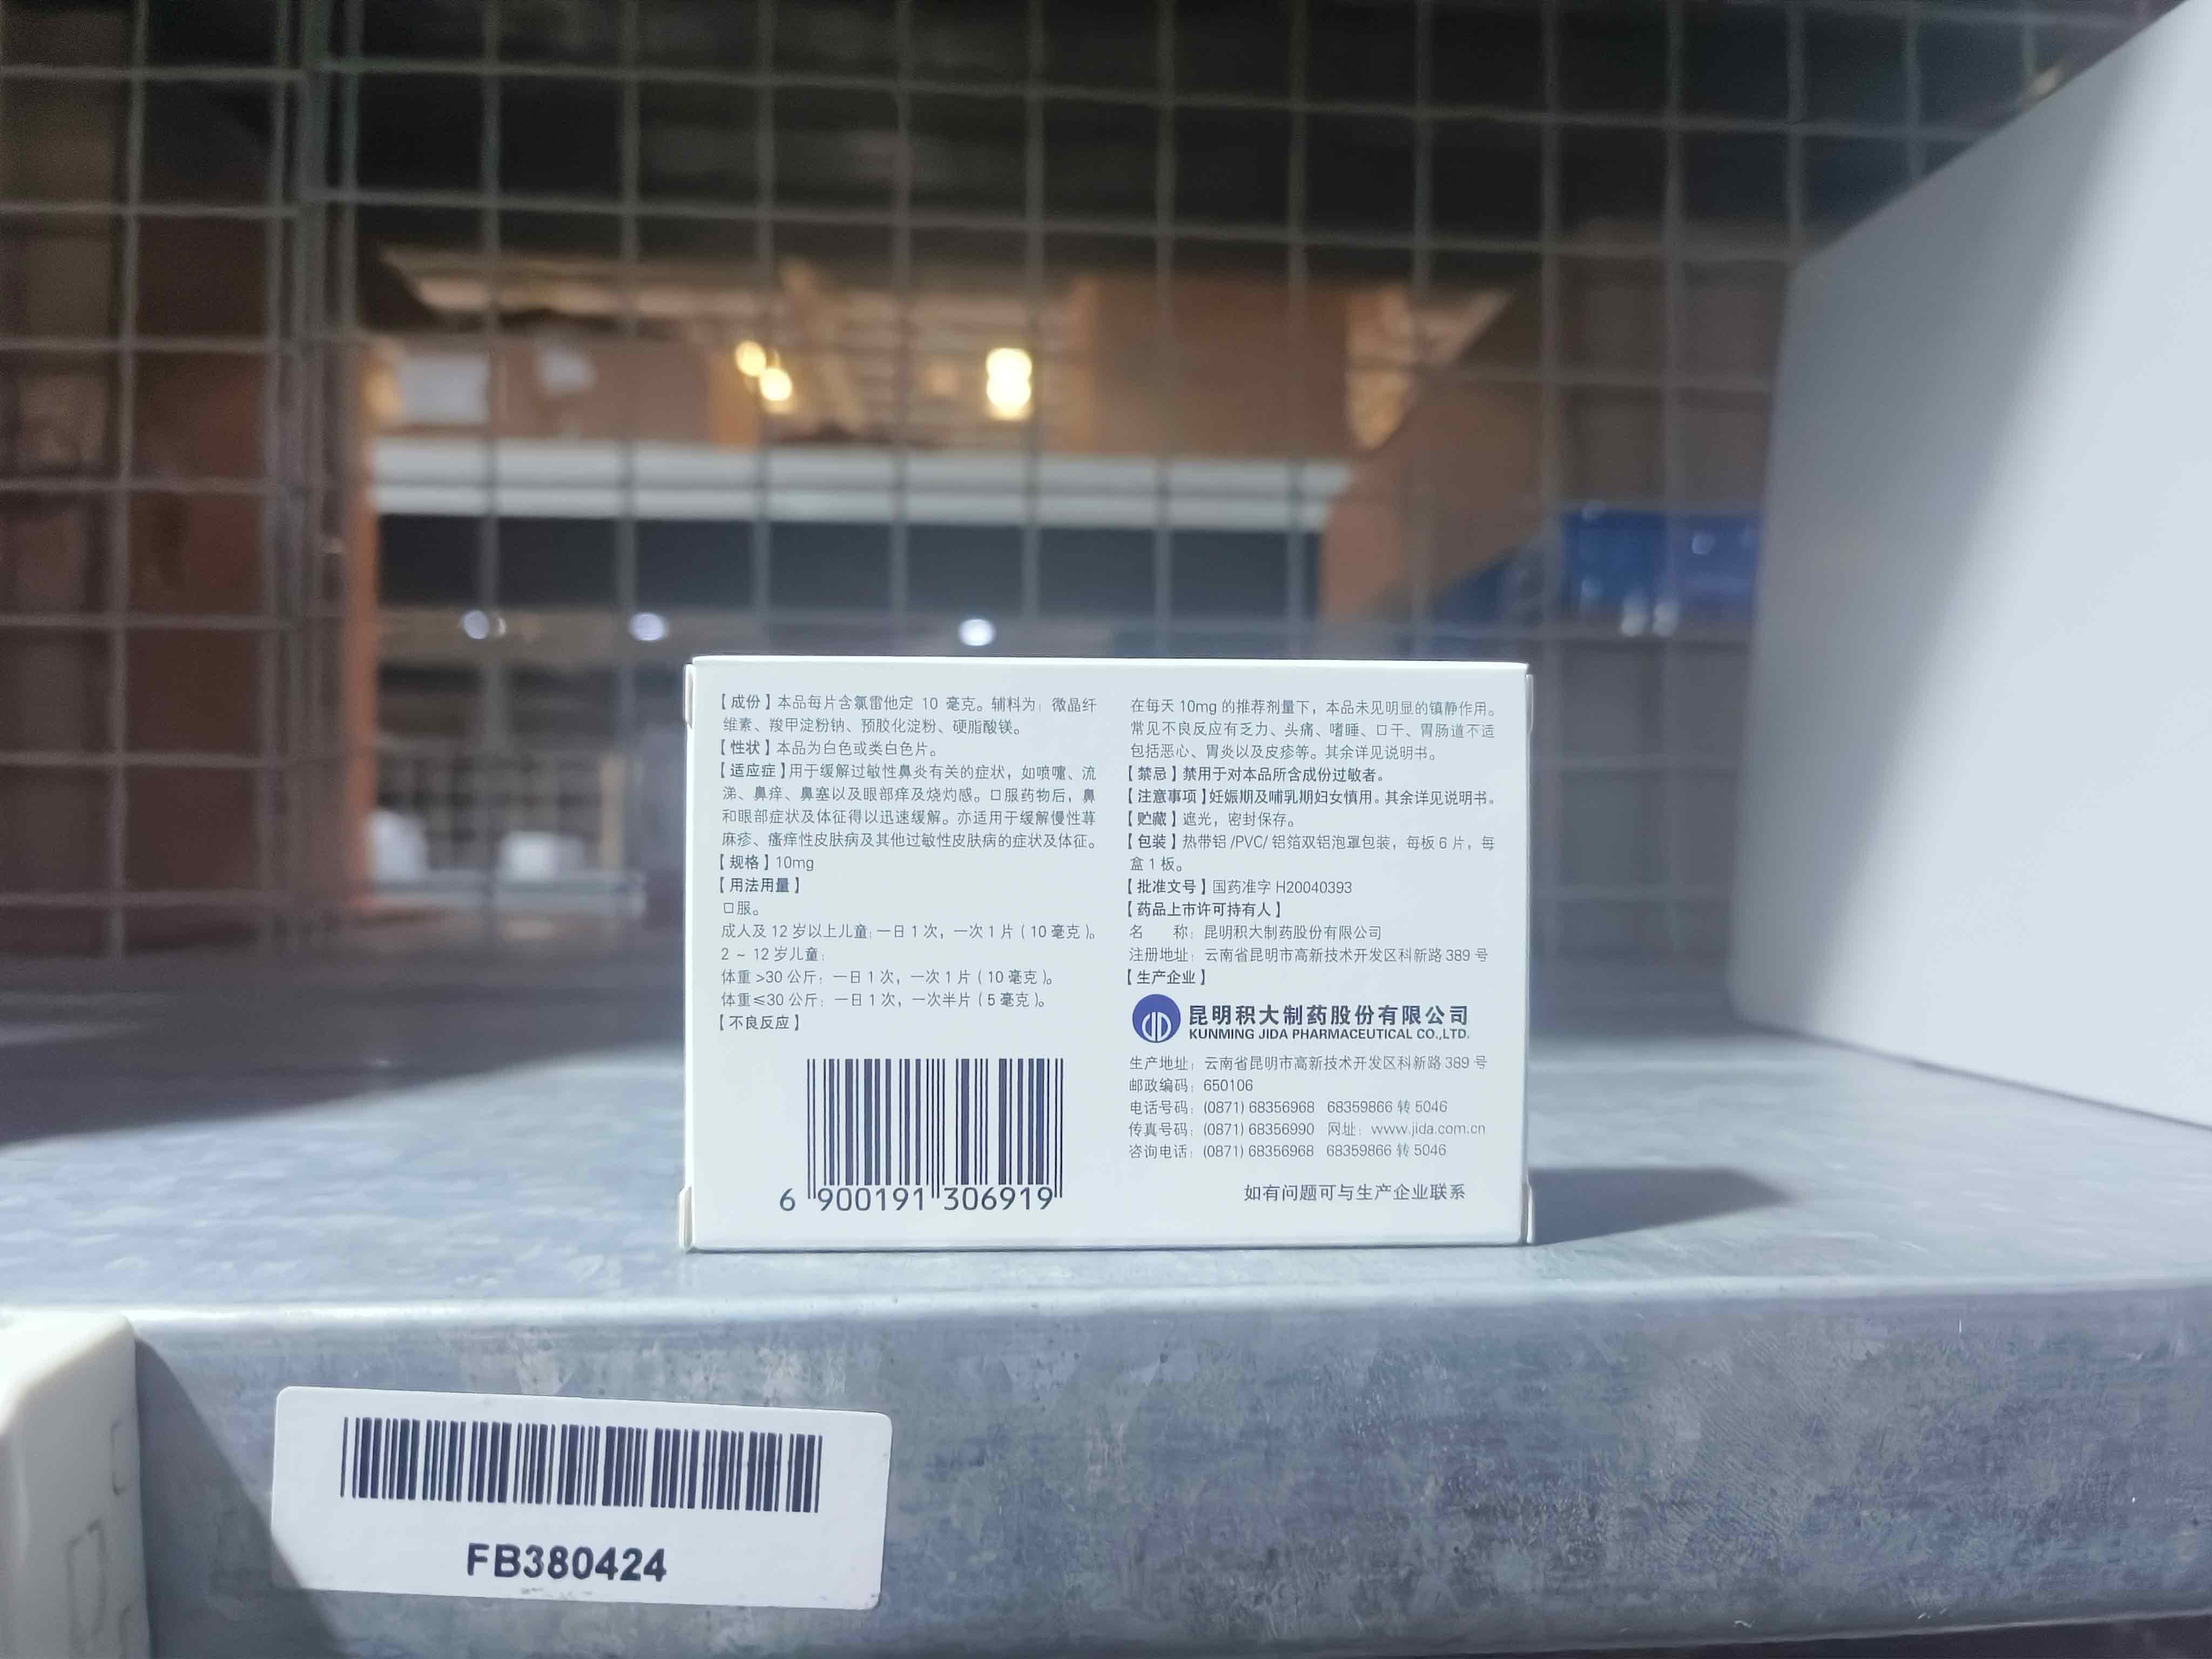 【成份】本品每片含氯雷他定 10 毫克。辅料为：微晶纤
维素、羧甲淀粉钠、预胶化淀粉、硬脂酸镁。
【性状】本品为白色或类白色片。
【适应症】用于缓解过敏性鼻炎有关的症状，如喷嚏、流
涕、鼻痒、鼻塞以及眼部痒及烧灼感。口服药物后，鼻
和眼部症状及体征得以迅速缓解。亦适用于缓解慢性荨
麻疹、瘙痒性皮肤病及其他过敏性皮肤病的症状及体征。
【规格】10mg
【用法用量】
口服。
成人及 12 岁以上儿童：一日 1 次，一次 1 片（10 毫克）。
2 ~ 12 岁儿童：
体重 >30 公斤：一日 1 次，一次 1 片（10 毫克）。
体重≤30 公斤：一日 1 次，一次半片（5 毫克）。
【不良反应】
6 900191 306919
在每天 10mg 的推荐剂量下，本品未见明显的镇静作用。
常见不良反应有乏力、头痛、嗜睡、口干、胃肠道不适
包括恶心、胃炎以及皮疹等。其余详见说明书。
【禁忌】禁用于对本品所含成份过敏者。
【注意事项】妊娠期及哺乳期妇女慎用。其余详见说明书。
【贮藏】遮光，密封保存。
【包装】热带铝 /PVC/ 铝箔双铝泡罩包装，每板 6 片，每
盒 1 板。
【批准文号】国药准字 H20040393
【药品上市许可持有人】
名 称：昆明积大制药股份有限公司
注册地址：云南省昆明市高新技术开发区科新路 389 号
【生产企业】
昆明积大制药股份有限公司
KUNMING JIDA PHARMACEUTICAL CO.,LTD.
生产地址：云南省昆明市高新技术开发区科新路 389 号
邮政编码：650106
电话号码：(0871) 68356968 68359866 转 5046
传真号码：(0871) 68356990 网址：www.jida.com.cn
咨询电话：(0871) 68356968 68359866 转 5046
如有问题可与生产企业联系
FB380424